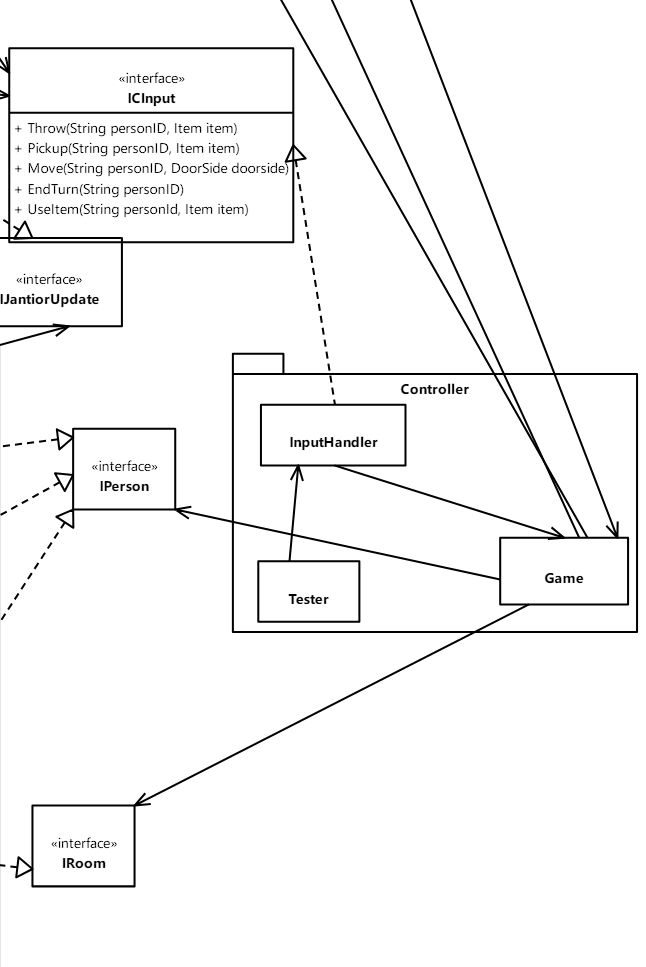 «interface»
ICInput
+ Throw(String personID, Item item)
+ Pickup(String personID, Item item)
+ Move(String personID, DoorSide doorside)
+ EndTurn(String personID)
+ UseItem(String personId, Item item)
«interface»
IJantiorUpdate
Controller
InputHandler
«interface»
IPerson
Game
Tester
«interface»
IRoom